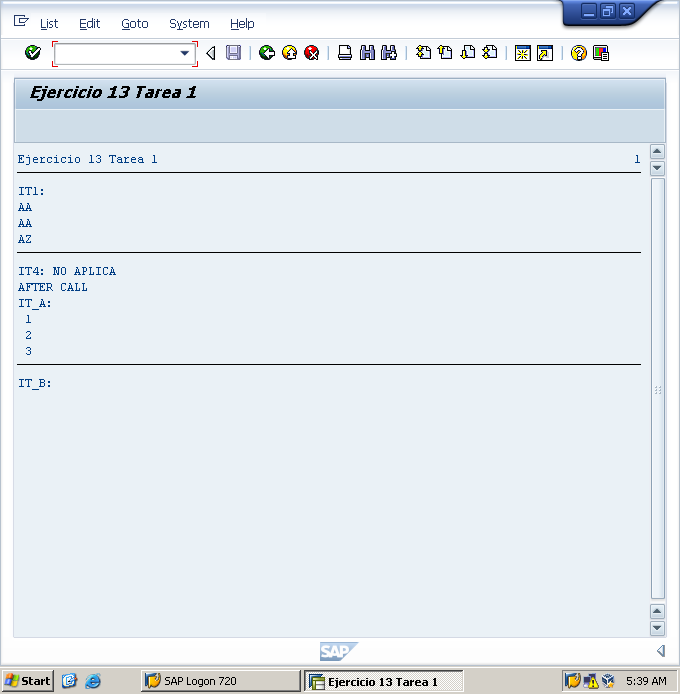 List Edit Goto System Help
Ejercicio 13 Tarea 1
Ejercicio 13 Tarea 1 1
IT1:
AA
AA
AZ
IT4: NO APLICA
AFTER CALL
IT_A:
1
2
3
IT_B:
SAP
Start SAP Logon 720 Ejercicio 13 Tarea 1 5:39 AM